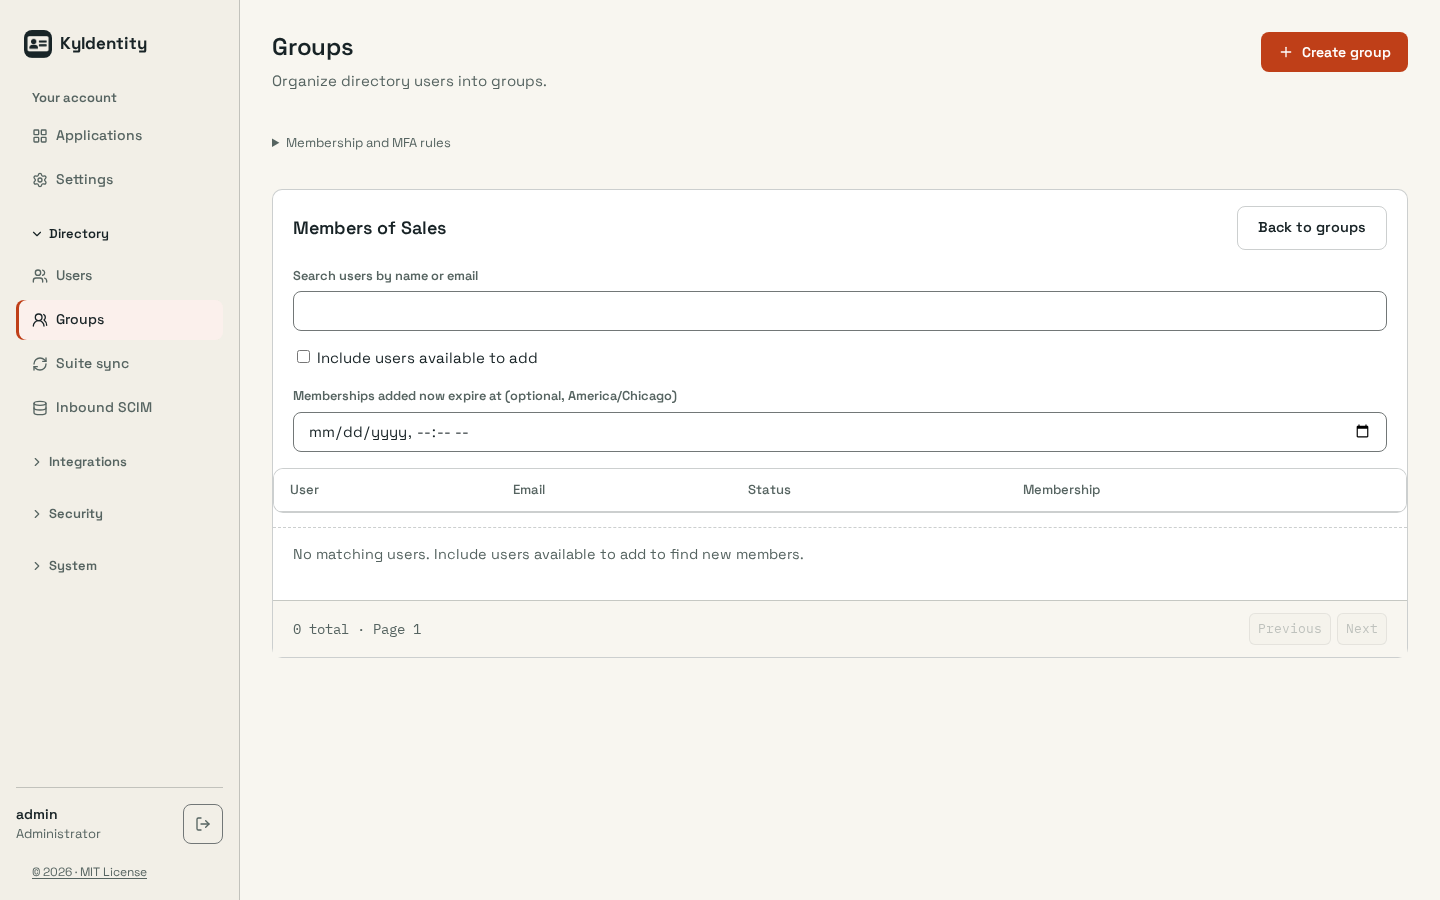 KyIdentity
Your account
Applications
Settings
Directory
Users
Groups
Suite sync
Inbound SCIM
Integrations
Security
System
admin
Administrator
© 2026 · MIT License
Groups
Organize directory users into groups.
Create group
Membership and MFA rules
Members of Sales
Back to groups
Search users by name or email
Include users available to add
Memberships added now expire at (optional, America/Chicago)
mm/dd/yyyy, --:-- --
User Email Status Membership
No matching users. Include users available to add to find new members.
0 total · Page 1
Previous Next